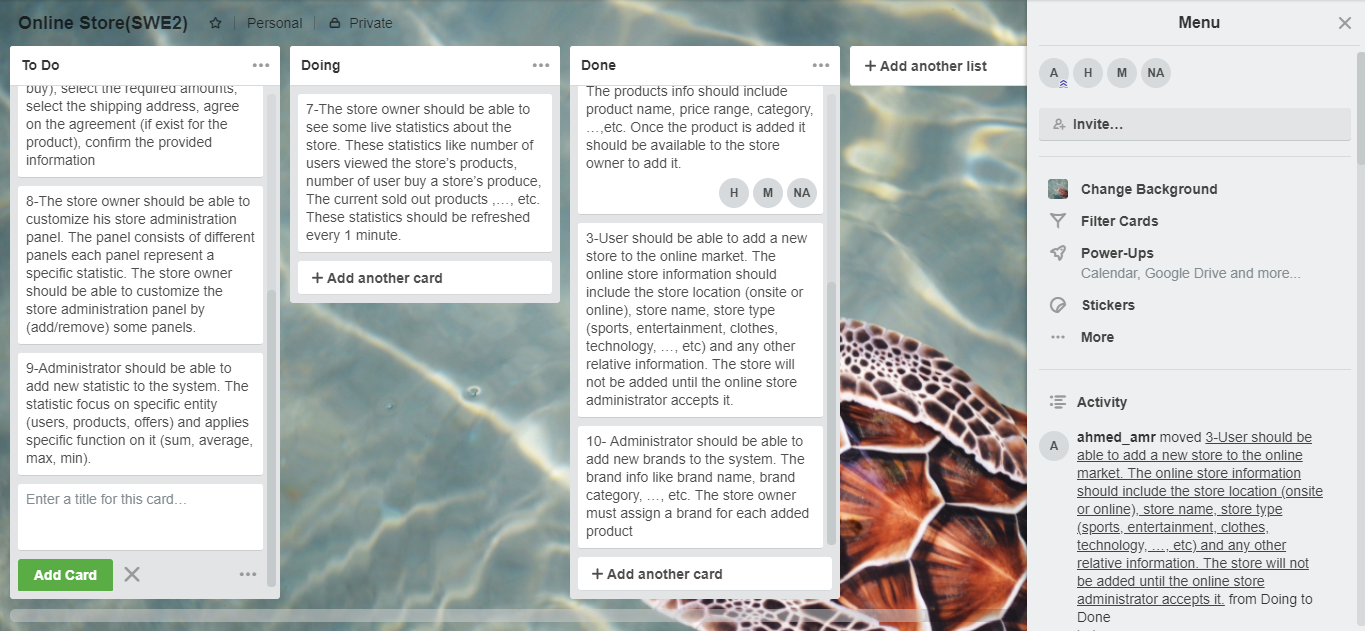 Online Store(SWE2)
Personal
Private
To Do
buy), select the required amounts,
select the shipping address, agree
on the agreement (if exist for the
product), confirm the provided
information
8-The store owner should be able to
customize his store administration
panel. The panel consists of different
panels each panel represent a
specific statistic. The store owner
should be able to customize the
store administration panel by
(add/remove) some panels.
9-Administrator should be able to
add new statistic to the system. The
statistic focus on specific entity
(users, products, offers) and applies
specific function on it (sum, average,
max, min).
Enter a title for this card…
Add Card
Doing
7-The store owner should be able to
see some live statistics about the
store. These statistics like number of
users viewed the store’s products,
number of user buy a store’s produce,
The current sold out products ,…, etc.
These statistics should be refreshed
every 1 minute.
+ Add another card
Done
The products info should include
product name, price range, category,
…,etc. Once the product is added it
should be available to the store
owner to add it.
H M NA
3-User should be able to add a new
store to the online market. The
online store information should
include the store location (onsite or
online), store name, store type
(sports, entertainment, clothes,
technology, …, etc) and any other
relative information. The store will
not be added until the online store
administrator accepts it.
10- Administrator should be able to
add new brands to the system. The
brand info like brand name, brand
category, …, etc. The store owner
must assign a brand for each added
product
+ Add another card
+ Add another list
Menu
A H M NA
Invite…
Change Background
Filter Cards
Power-Ups
Calendar, Google Drive and more...
Stickers
More
Activity
A
ahmed_amr moved 3-User should be
able to add a new store to the online
market. The online store information
should include the store location (onsite
or online), store name, store type
(sports, entertainment, clothes,
technology, …, etc) and any other
relative information. The store will not
be added until the online store
administrator accepts it. from Doing to
Done